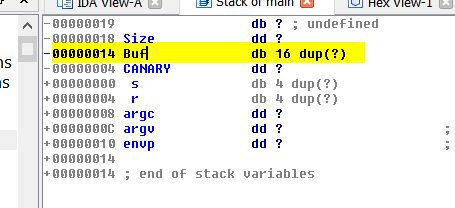 IDA View-A Stack of main Hex View-1
-00000019 db ? ; undefined
-00000018 Size dd ?
-00000014 Buf db 16 dup(?)
-00000004 CANARY dd ?
+00000000 s db 4 dup(?)
+00000004 r db 4 dup(?)
+00000008 argc dd ?
+0000000C argv dd ? ;
+00000010 envp dd ? ;
+00000014
+00000014 ; end of stack variables